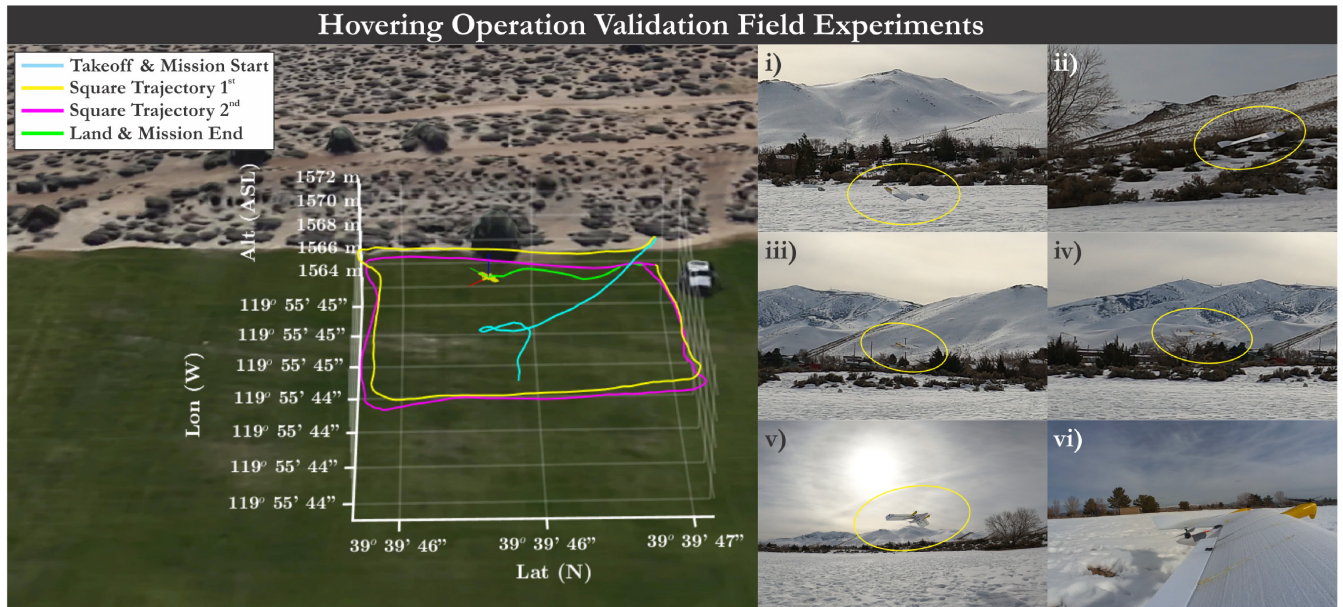 Hovering Operation Validation Field Experiments
Takeoff & Mission Start
Square Trajectory 1st
Square Trajectory 2nd
Land & Mission End
Alt (ASL)
1572 m
1570 m
1568 m
1566 m
1564 m
Lon (W)
119° 55' 45"
119° 55' 45"
119° 55' 45"
119° 55' 44"
119° 55' 44"
119° 55' 44"
119° 55' 44"
39° 39' 46"
39° 39' 46"
39° 39' 47"
Lat (N)
i)
ii)
iii)
iv)
v)
vi)